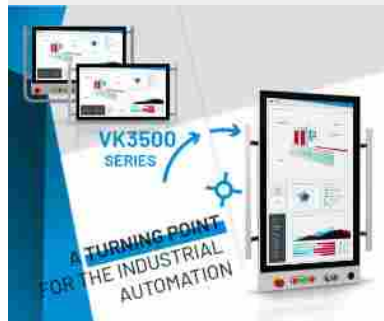 VK3500
SERIES
A TURNING POINT
FOR THE INDUSTRIAL
AUTOMATION